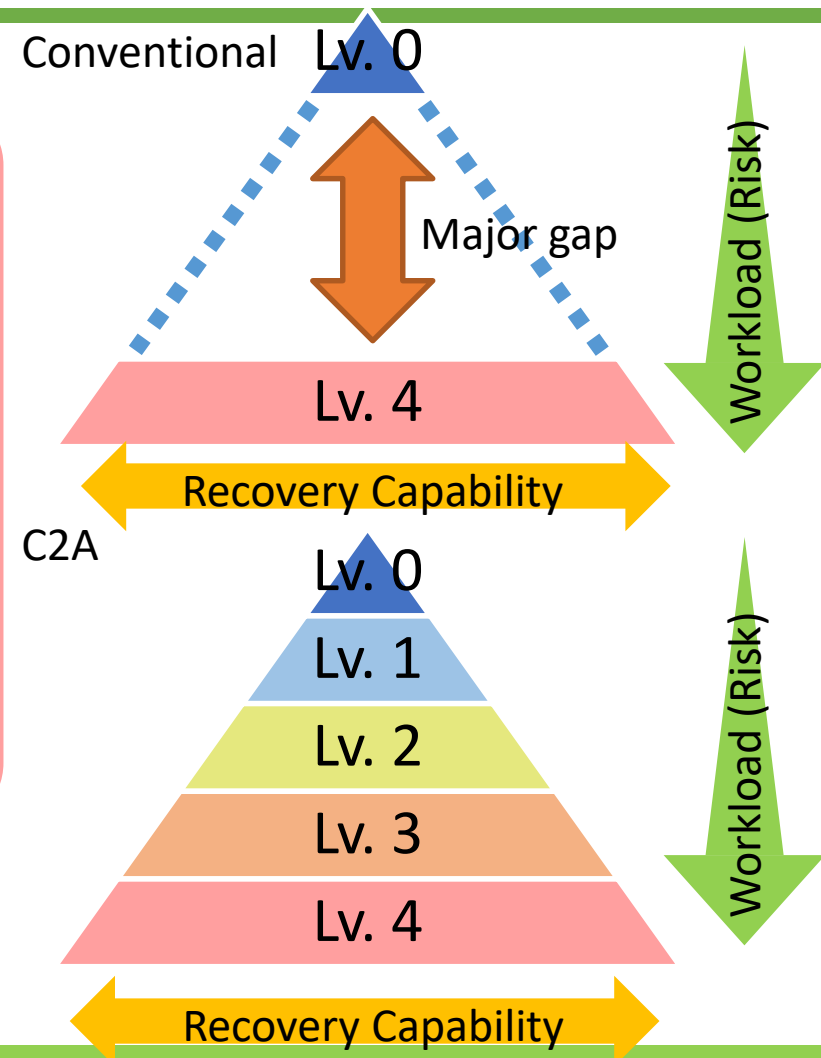 Conventional
Lv. 0
Major gap
Workload (Risk)
Lv. 4
Recovery Capability
C2A
Lv. 0
Lv. 1
Lv. 2
Lv. 3
Lv. 4
Workload (Risk)
Recovery Capability